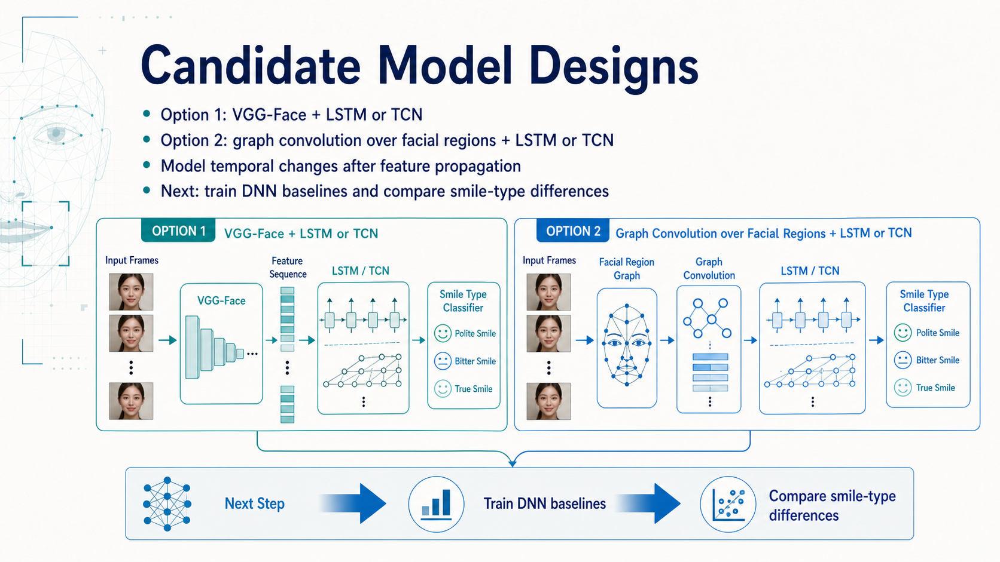 Candidate Model Designs
• Option 1: VGG-Face + LSTM or TCN
• Option 2: graph convolution over facial regions + LSTM or TCN
• Model temporal changes after feature propagation
• Next: train DNN baselines and compare smile-type differences
OPTION 1
VGG-Face + LSTM or TCN
Input Frames
VGG-Face
Feature
Sequence
LSTM / TCN
Smile Type
Classifier
Polite Smile
Bitter Smile
True Smile
OPTION 2
Graph Convolution over Facial Regions + LSTM or TCN
Input Frames
Facial Region
Graph
Graph
Convolution
LSTM / TCN
Smile Type
Classifier
Polite Smile
Bitter Smile
True Smile
Next Step
Train DNN baselines
Compare smile-type
differences